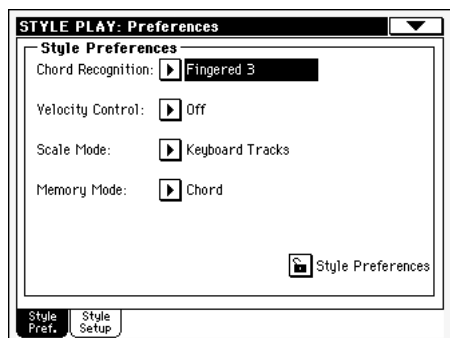 STYLE PLAY: Preferences
Style Preferences
Chord Recognition: Fingered 3
Velocity Control: Off
Scale Mode: Keyboard Tracks
Memory Mode: Chord
Style Preferences
Style Pref. Style Setup